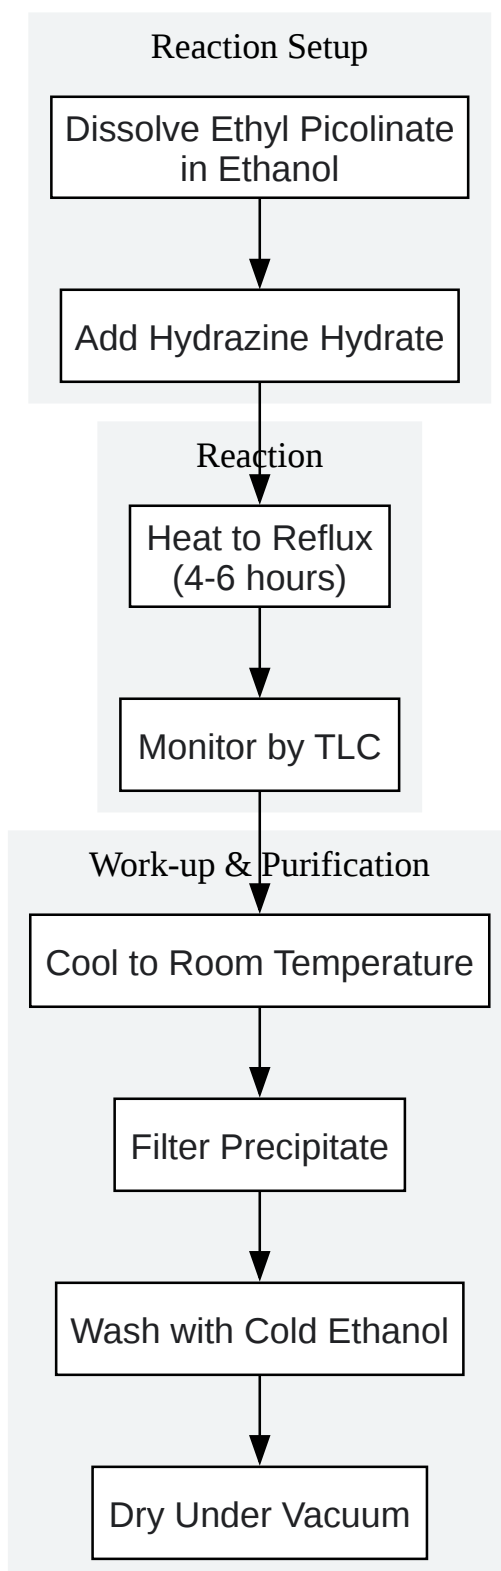 Reaction Setup
Dissolve Ethyl Picolinate
in Ethanol
Add Hydrazine Hydrate
Reaction
Heat to Reflux
(4-6 hours)
Monitor by TLC
Work-up & Purification
Cool to Room Temperature
Filter Precipitate
Wash with Cold Ethanol
Dry Under Vacuum